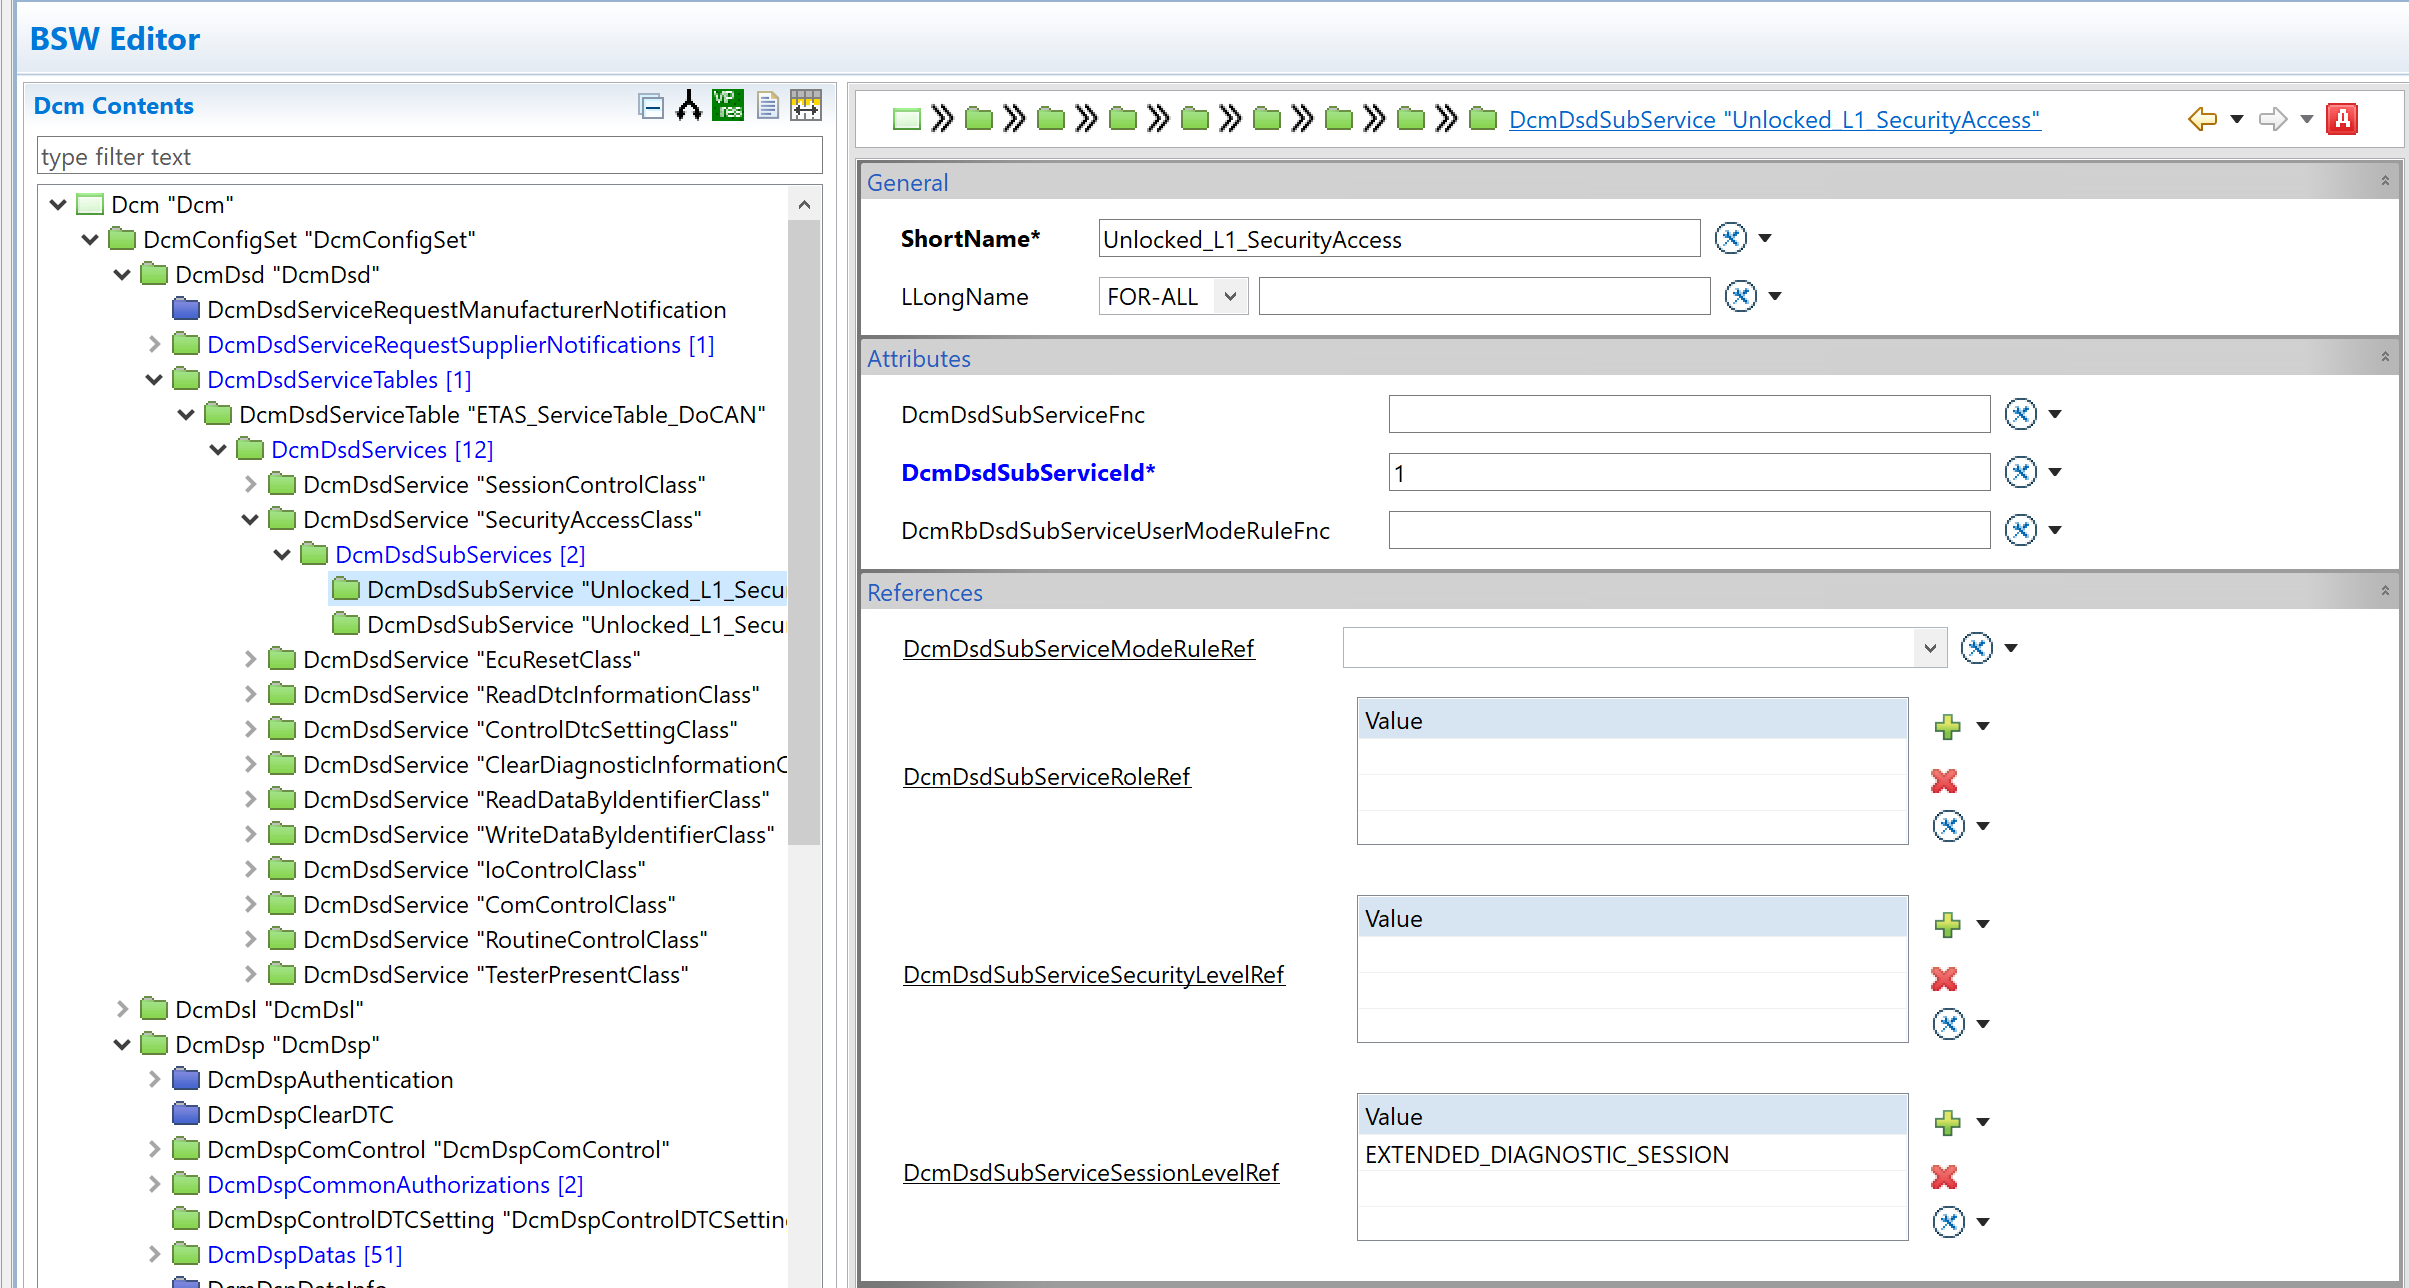 BSW Editor
Dcm Contents
VP
res
type filter text
Dcm "Dcm"
DcmConfigSet "DcmConfigSet"
DcmDsd "DcmDsd"
DcmDsdServiceRequestManufacturerNotification
DcmDsdServiceRequestSupplierNotifications [1]
DcmDsdServiceTables [1]
DcmDsdServiceTable "ETAS_ServiceTable_DoCAN"
DcmDsdServices [12]
DcmDsdService "SessionControlClass"
DcmDsdService "SecurityAccessClass"
DcmDsdSubServices [2]
DcmDsdSubService "Unlocked_L1_Secu
DcmDsdSubService "Unlocked_L1_Secu
DcmDsdService "EcuResetClass"
DcmDsdService "ReadDtcInformationClass"
DcmDsdService "ControlDtcSettingClass"
DcmDsdService "ClearDiagnosticInformationC
DcmDsdService "ReadDataByIdentifierClass"
DcmDsdService "WriteDataByIdentifierClass"
DcmDsdService "IoControlClass"
DcmDsdService "ComControlClass"
DcmDsdService "RoutineControlClass"
DcmDsdService "TesterPresentClass"
DcmDsl "DcmDsl"
DcmDsp "DcmDsp"
DcmDspAuthentication
DcmDspClearDTC
DcmDspComControl "DcmDspComControl"
DcmDspCommonAuthorizations [2]
DcmDspControlDTCSetting "DcmDspControlDTCSettin
DcmDspDatas [51]
DcmDspDataInfo
DcmDsdSubService "Unlocked_L1_SecurityAccess"
A
General
ShortName* Unlocked_L1_SecurityAccess
LLongName FOR-ALL
Attributes
DcmDsdSubServiceFnc
DcmDsdSubServiceId* 1
DcmRbDsdSubServiceUserModeRuleFnc
References
DcmDsdSubServiceModeRuleRef
Value
DcmDsdSubServiceRoleRef
Value
DcmDsdSubServiceSecurityLevelRef
Value
EXTENDED_DIAGNOSTIC_SESSION
DcmDsdSubServiceSessionLevelRef